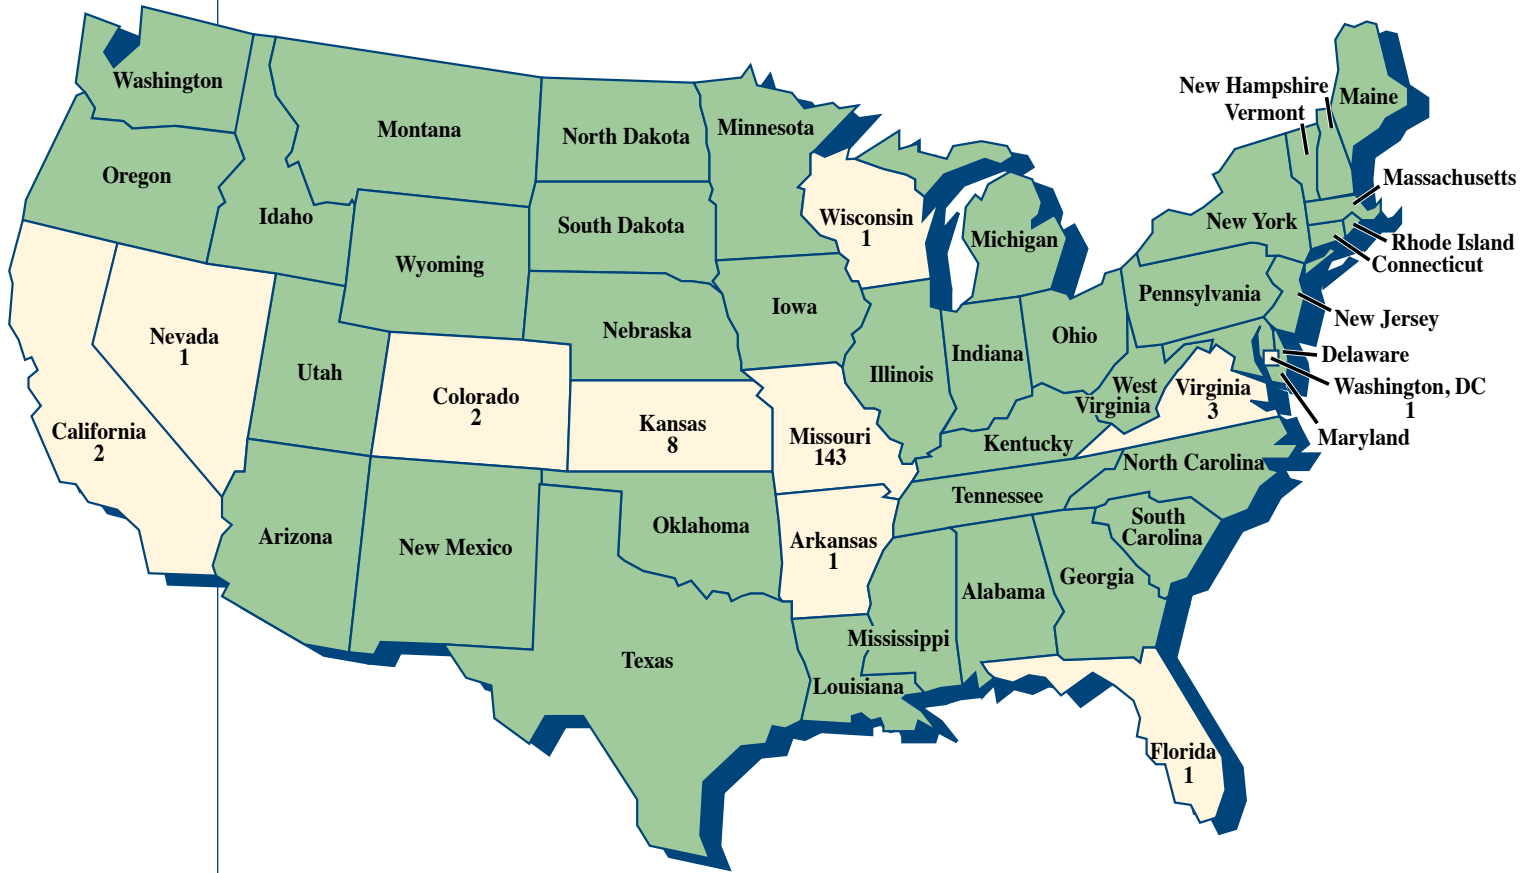 Washington
Montana
North Dakota
Minnesota
New Hampshire
Vermont
Maine
Oregon
Idaho
South Dakota
Wisconsin
1
Michigan
New York
Massachusetts
Rhode Island
Connecticut
Wyoming
Nebraska
Iowa
Pennsylvania
New Jersey
Nevada
1
Utah
Colorado
2
Illinois
Indiana
Ohio
Delaware
Washington, DC
1
Maryland
California
2
Kansas
8
Missouri
143
Kentucky
West
Virginia
Virginia
3
Arizona
New Mexico
Oklahoma
Arkansas
1
Tennessee
North Carolina
South
Carolina
Texas
Louisiana
Mississippi
Alabama
Georgia
Florida
1